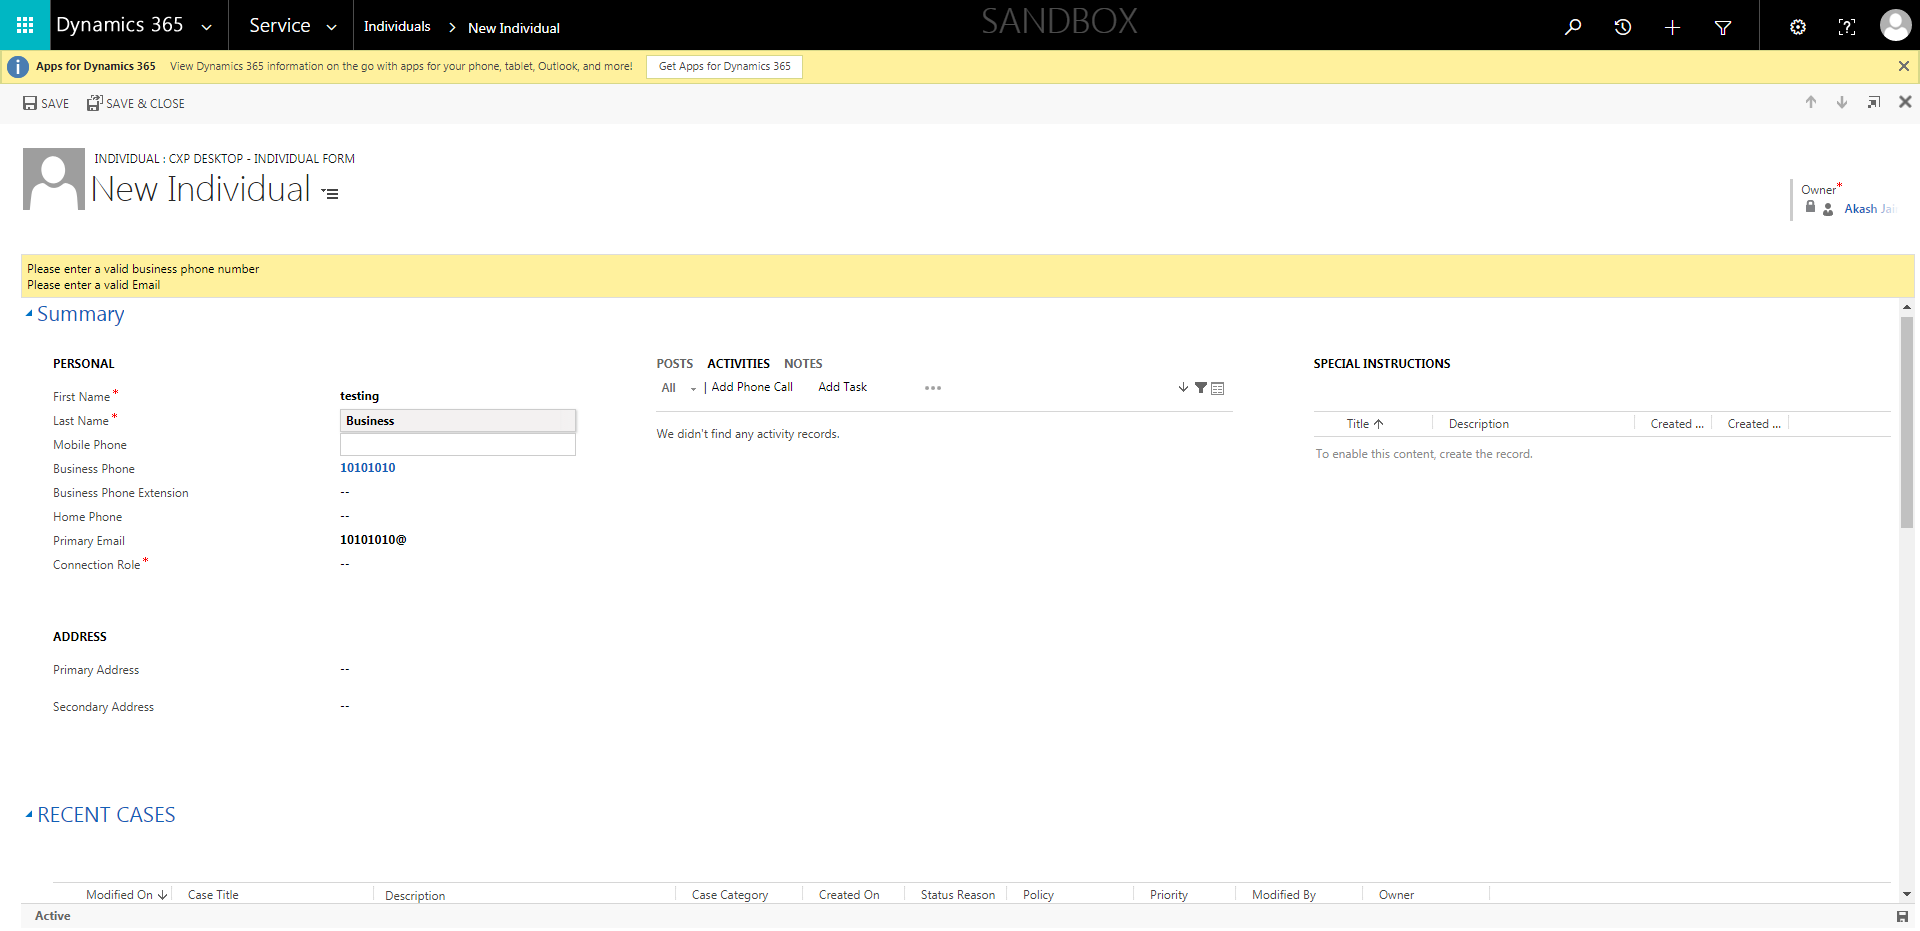 Dynamics 365 Service Individuals > New Individual SANDBOX
Apps for Dynamics 365 View Dynamics 365 information on the go with apps for your phone, tablet, Outlook, and more! Get Apps for Dynamics 365
SAVE SAVE & CLOSE
INDIVIDUAL : CXP DESKTOP - INDIVIDUAL FORM
New Individual
Owner*
Akash Jai
Please enter a valid business phone number
Please enter a valid Email
Summary
PERSONAL
First Name* testing
Last Name* Business
Mobile Phone
Business Phone 10101010
Business Phone Extension --
Home Phone --
Primary Email 10101010@
Connection Role* --
ADDRESS
Primary Address --
Secondary Address --
POSTS ACTIVITIES NOTES
All | Add Phone Call Add Task •••
We didn't find any activity records.
SPECIAL INSTRUCTIONS
Title Description Created ... Created ...
To enable this content, create the record.
RECENT CASES
Modified On Case Title Description Case Category Created On Status Reason Policy Priority Modified By Owner
Active